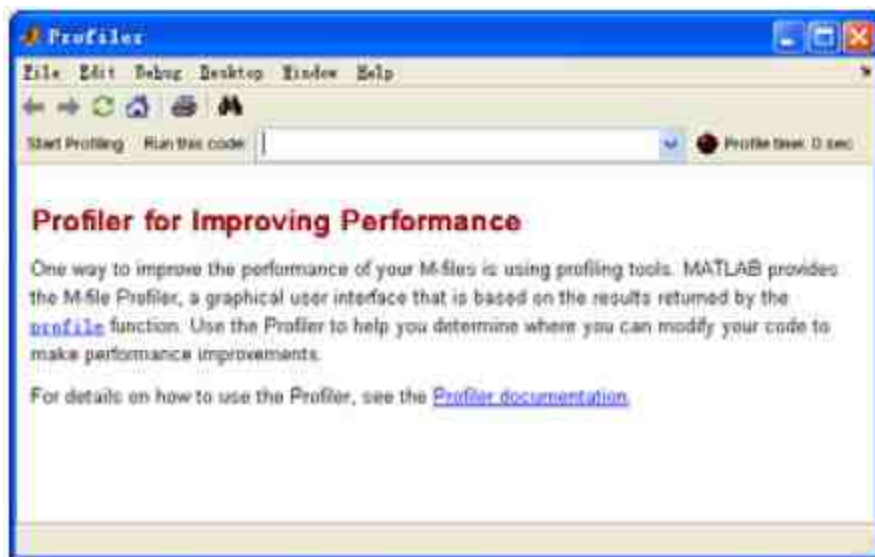 Profiler
File Edit Debug Desktop Window Help
Start Profiling Run this code: Profile time: 0 sec
Profiler for Improving Performance
One way to improve the performance of your M-files is using profiling tools. MATLAB provides
the M-file Profiler, a graphical user interface that is based on the results returned by the
profile function. Use the Profiler to help you determine where you can modify your code to
make performance improvements.
For details on how to use the Profiler, see the Profiler documentation.